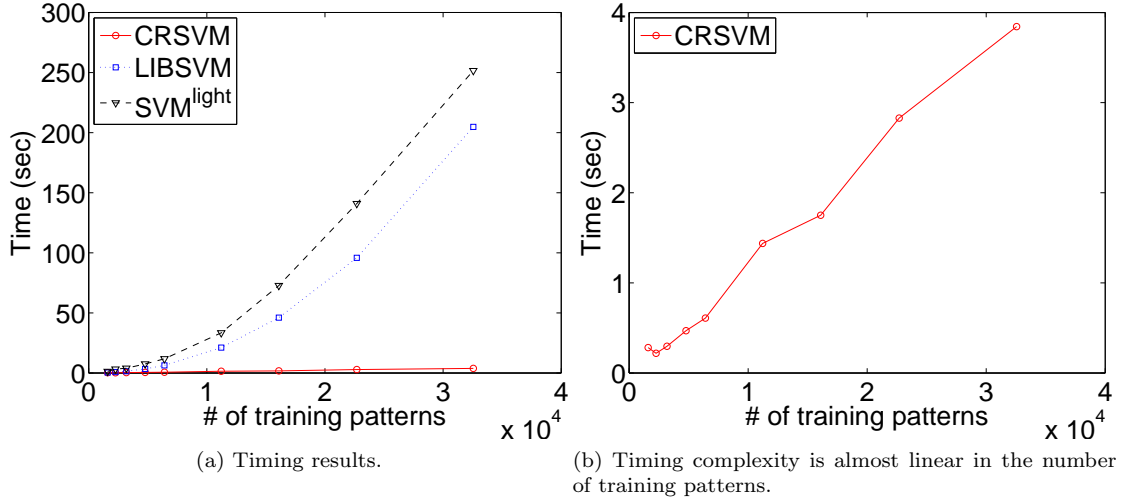 300
250
200
150
100
50
0
Time (sec)
CRSVM
LIBSVM
SVM^light
0
1
2
3
4
x 10^4
# of training patterns
(a) Timing results.
4
3
2
1
0
Time (sec)
CRSVM
0
1
2
3
4
x 10^4
# of training patterns
(b) Timing complexity is almost linear in the number
of training patterns.